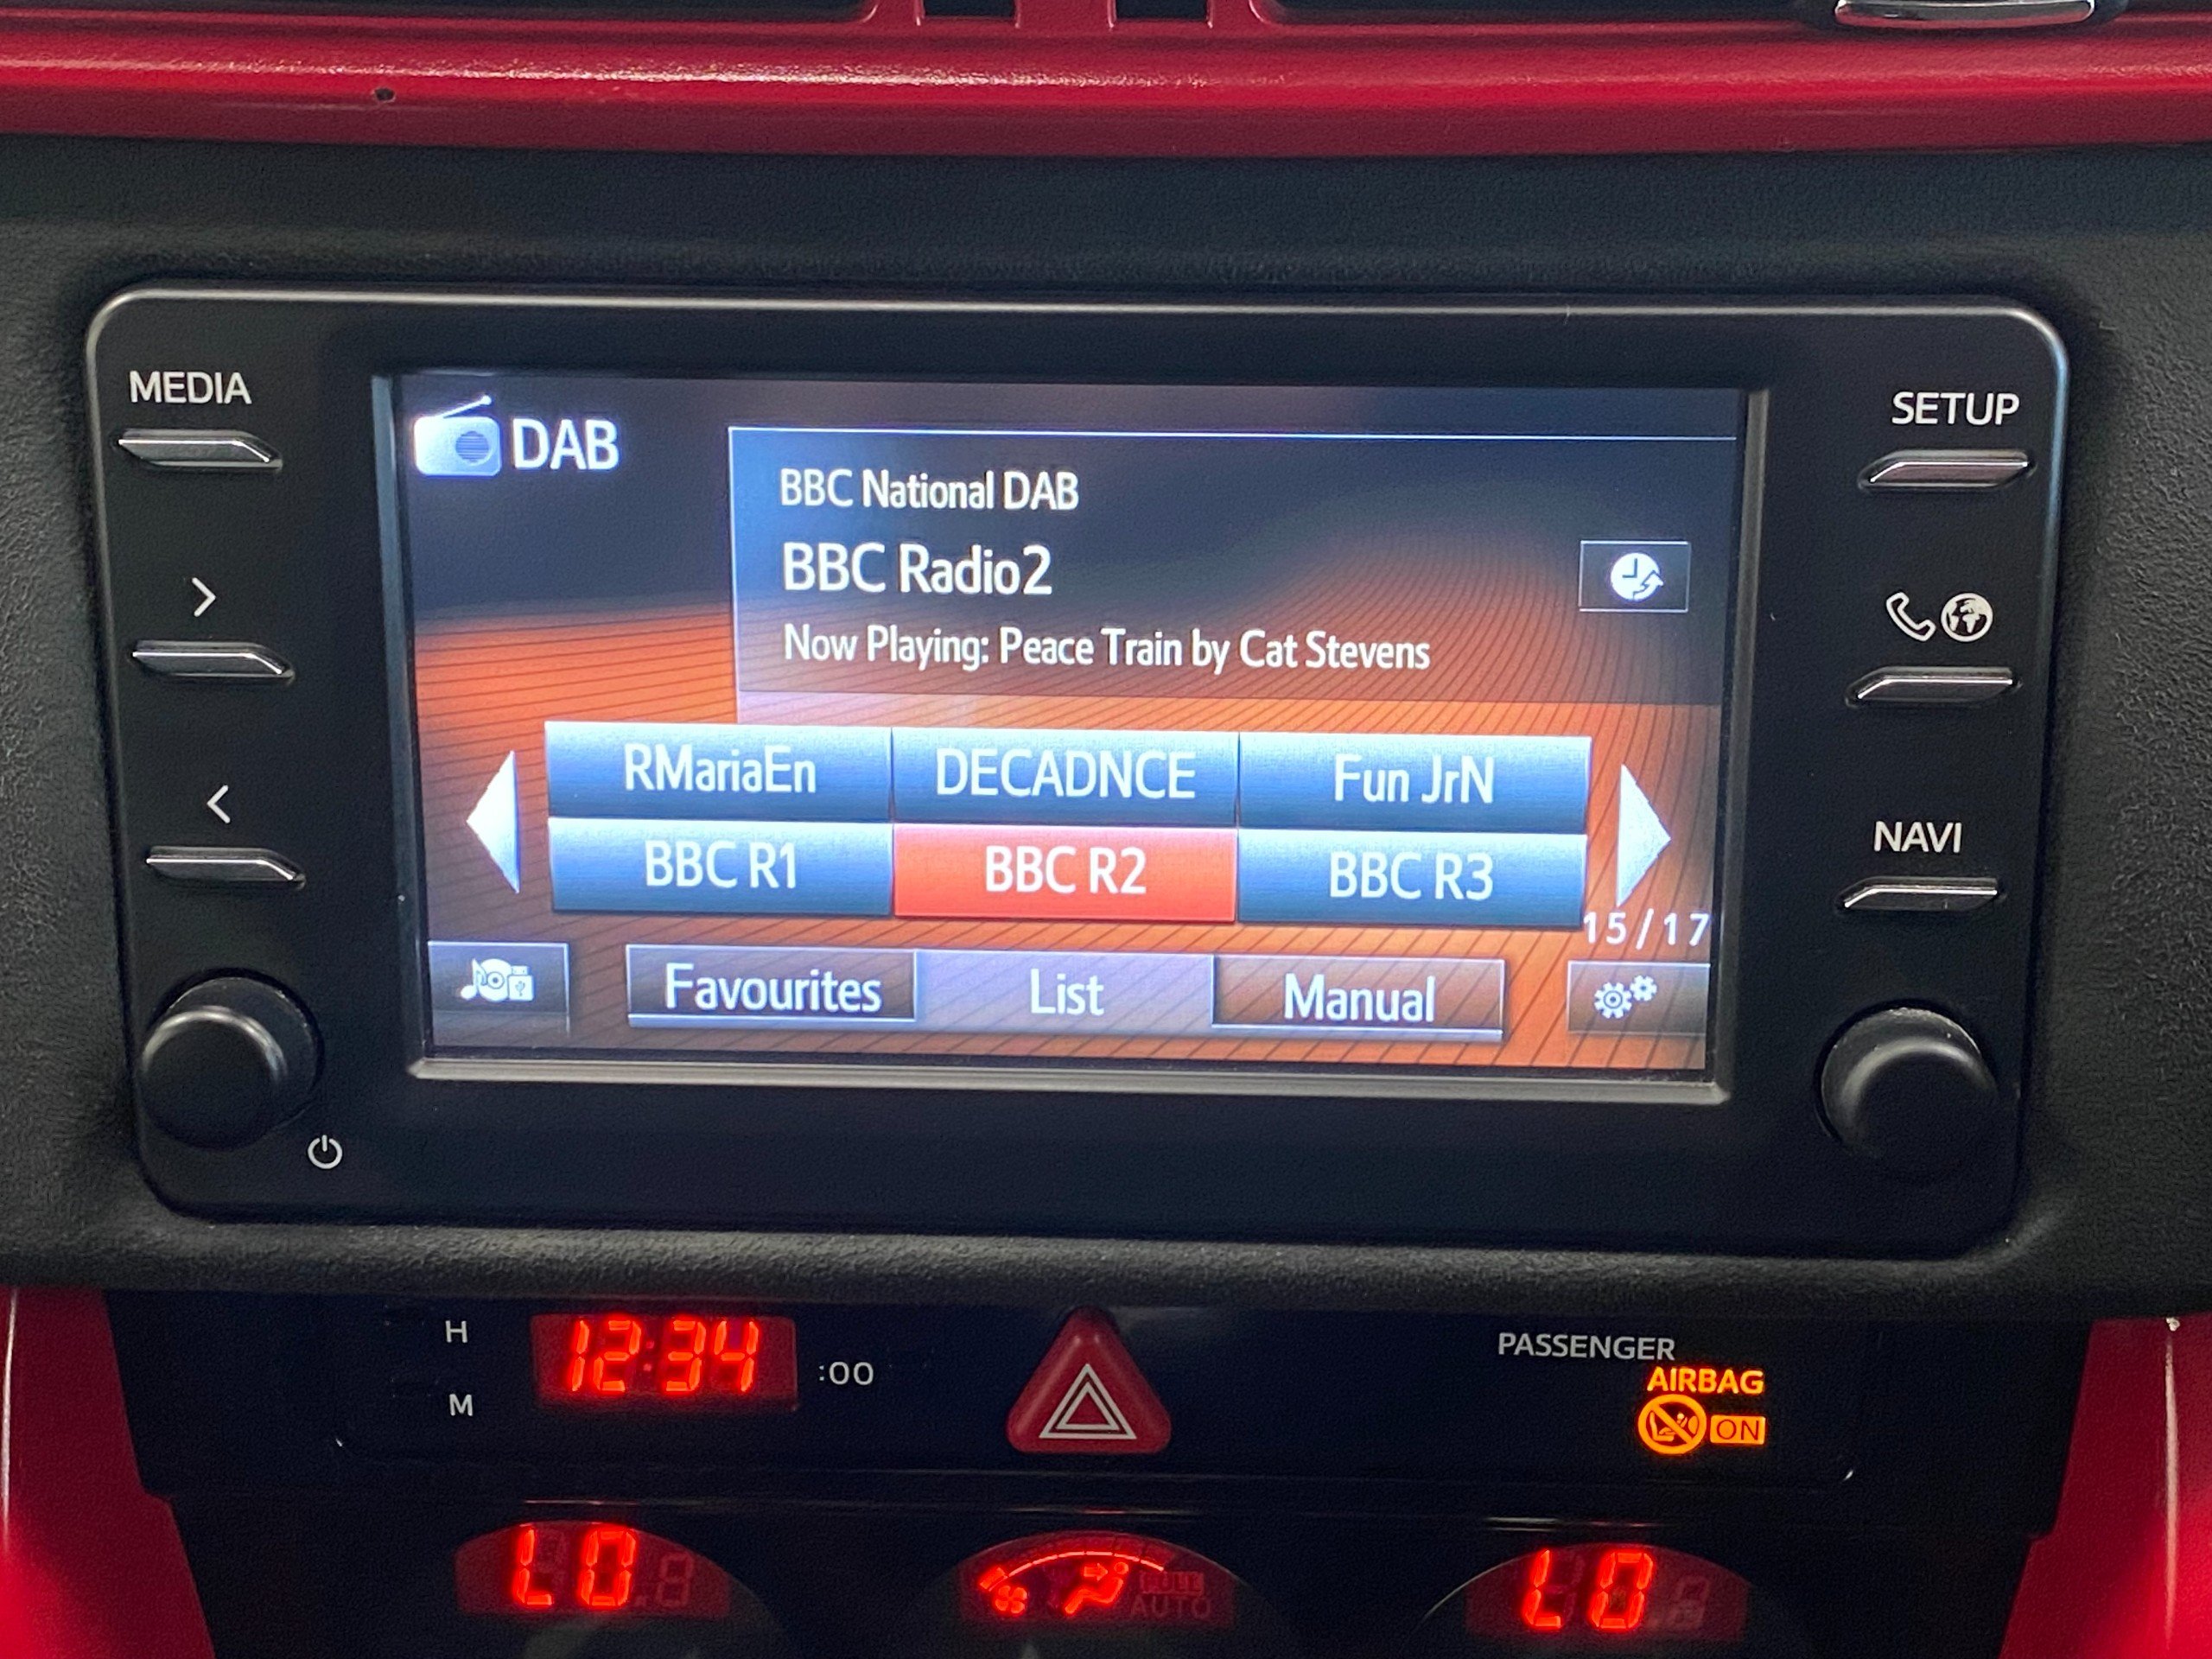 MEDIA
SETUP
DAB
BBC National DAB
BBC Radio2
Now Playing: Peace Train by Cat Stevens
RMariaEn DECADNCE Fun JrN
BBC R1 BBC R2 BBC R3
NAVI
15/17
Favourites List Manual
H
12:34
:00
M
PASSENGER
AIRBAG
ON
LO
FULL
AUTO
LO